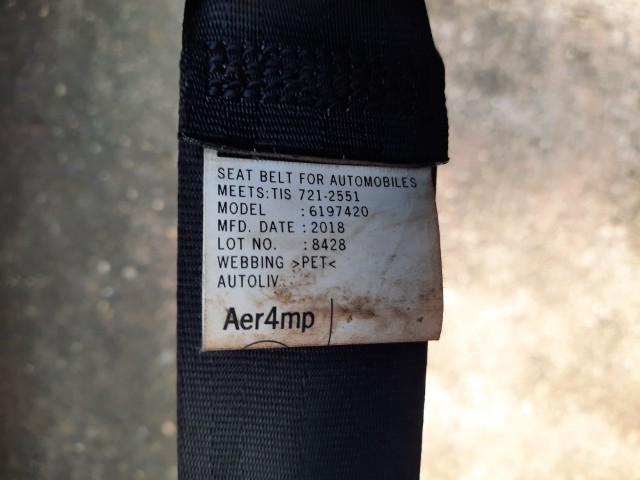 SEAT BELT FOR AUTOMOBILES
MEETS:TIS 721-2551
MODEL :6197420
MFD. DATE :2018
LOT NO. :8428
WEBBING >PET<
AUTOLIV
Aer4mp